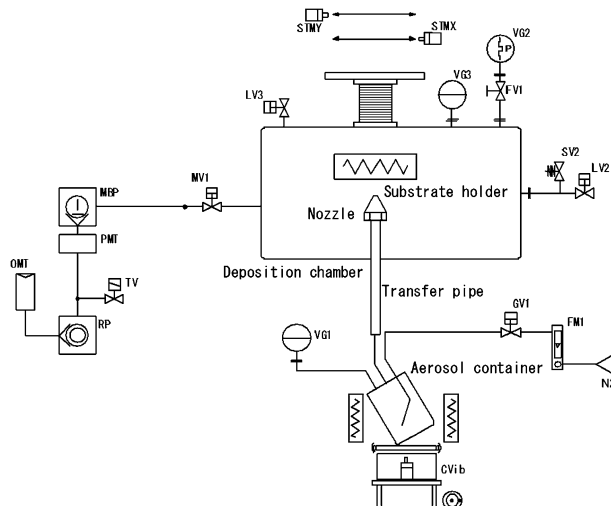 STMY
STMX
VG2
P
VG3
FV1
LV3
SV2
LV2
MV1
MBP
Substrate holder
Nozzle
PMT
OMT
Deposition chamber
TV
Transfer pipe
GV1
FM1
RP
VG1
Aerosol container
N2
CVib